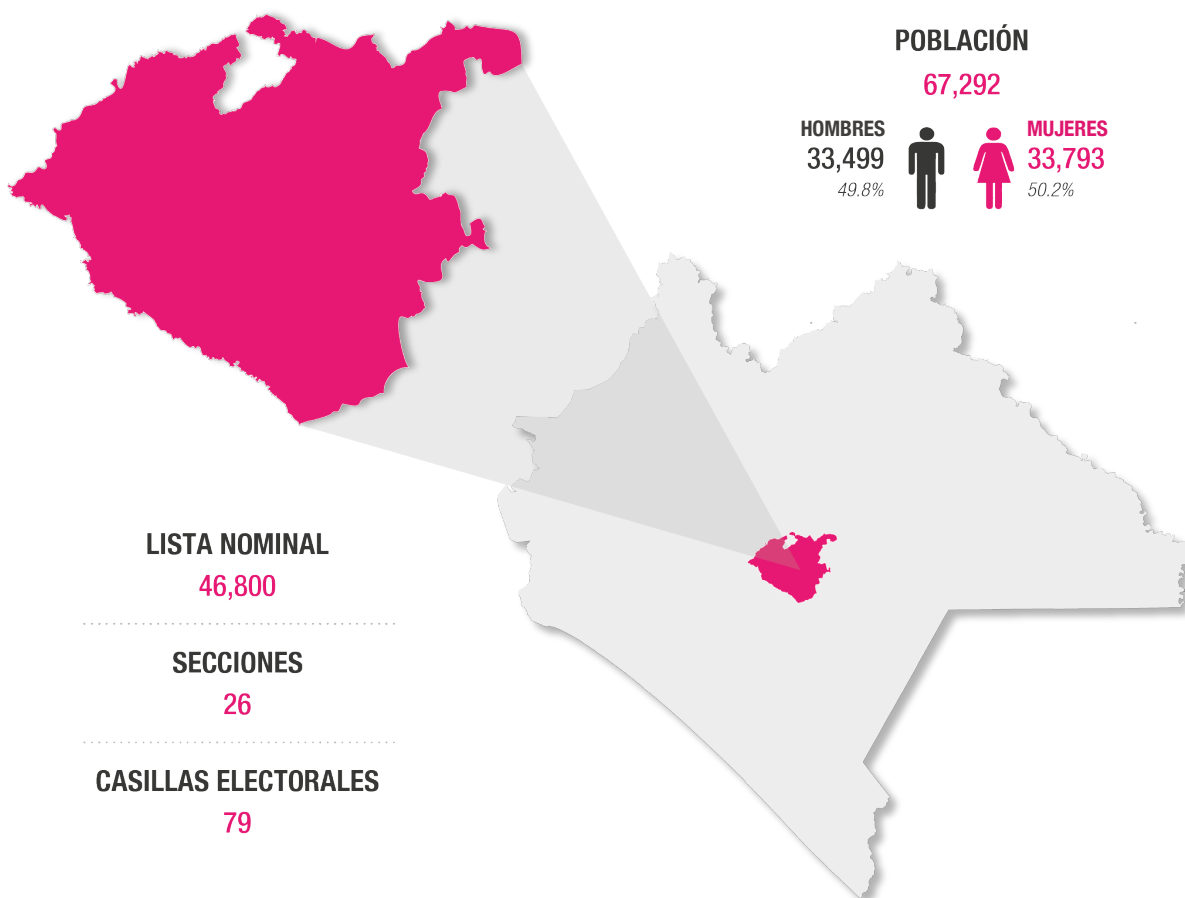 POBLACIÓN
67,292
HOMBRES
33,499
49.8%
MUJERES
33,793
50.2%
LISTA NOMINAL
46,800
SECCIONES
26
CASILLAS ELECTORALES
79